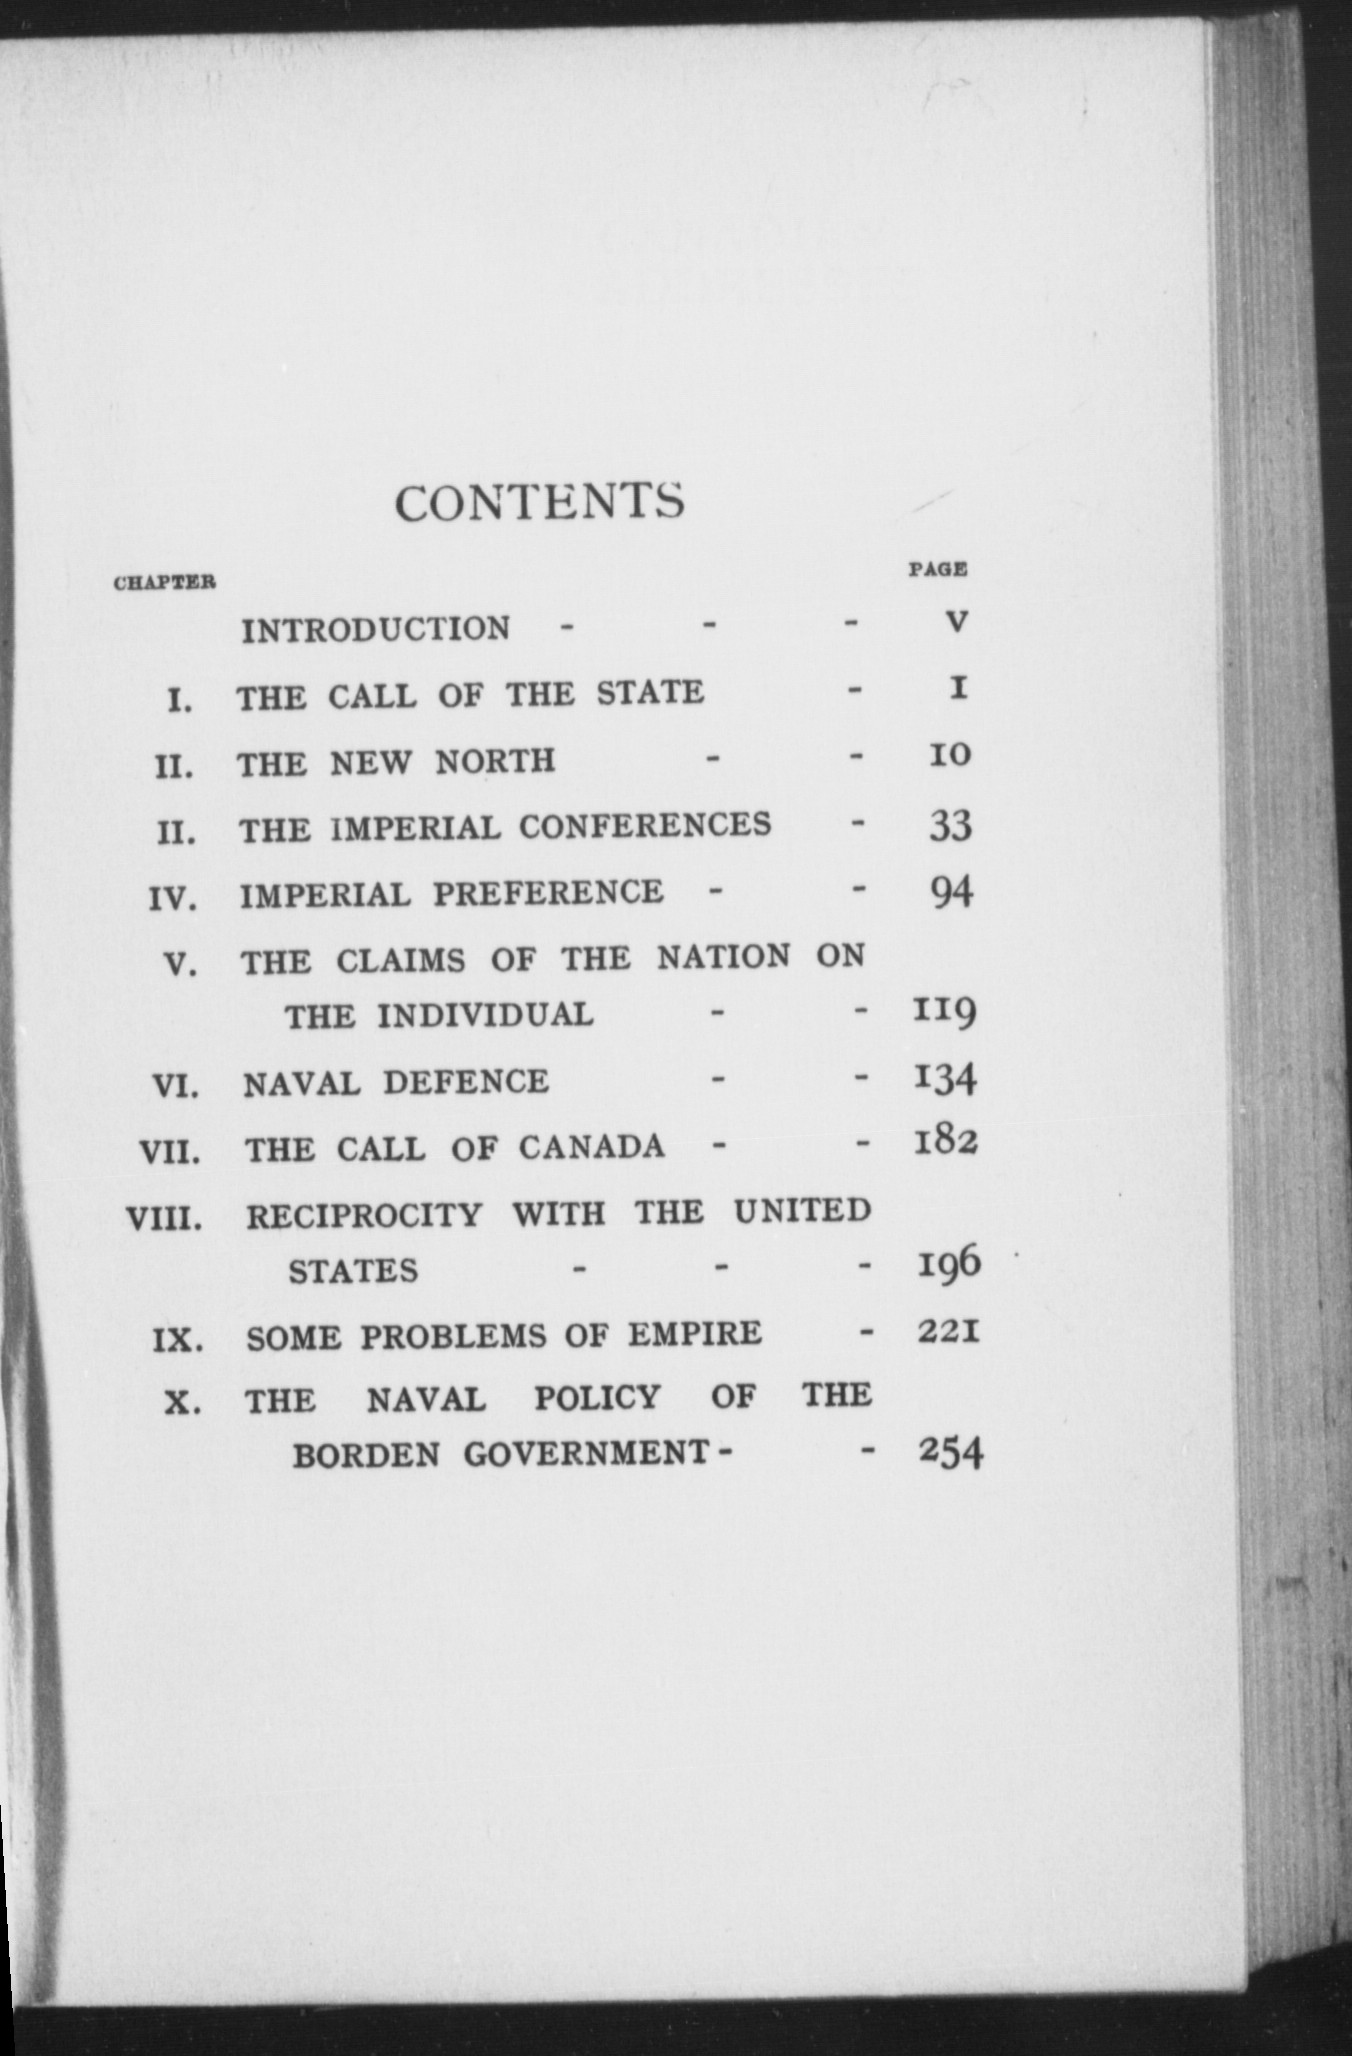 CONTENTS
CHAPTER PAGE
INTRODUCTION - - - V
I. THE CALL OF THE STATE - I
II. THE NEW NORTH - - 10
II. THE IMPERIAL CONFERENCES - 33
IV. IMPERIAL PREFERENCE - - 94
V. THE CLAIMS OF THE NATION ON
THE INDIVIDUAL - - 119
VI. NAVAL DEFENCE - - 134
VII. THE CALL OF CANADA - - 182
VIII. RECIPROCITY WITH THE UNITED
STATES - - - 196
IX. SOME PROBLEMS OF EMPIRE - 221
X. THE NAVAL POLICY OF THE
BORDEN GOVERNMENT - - 254